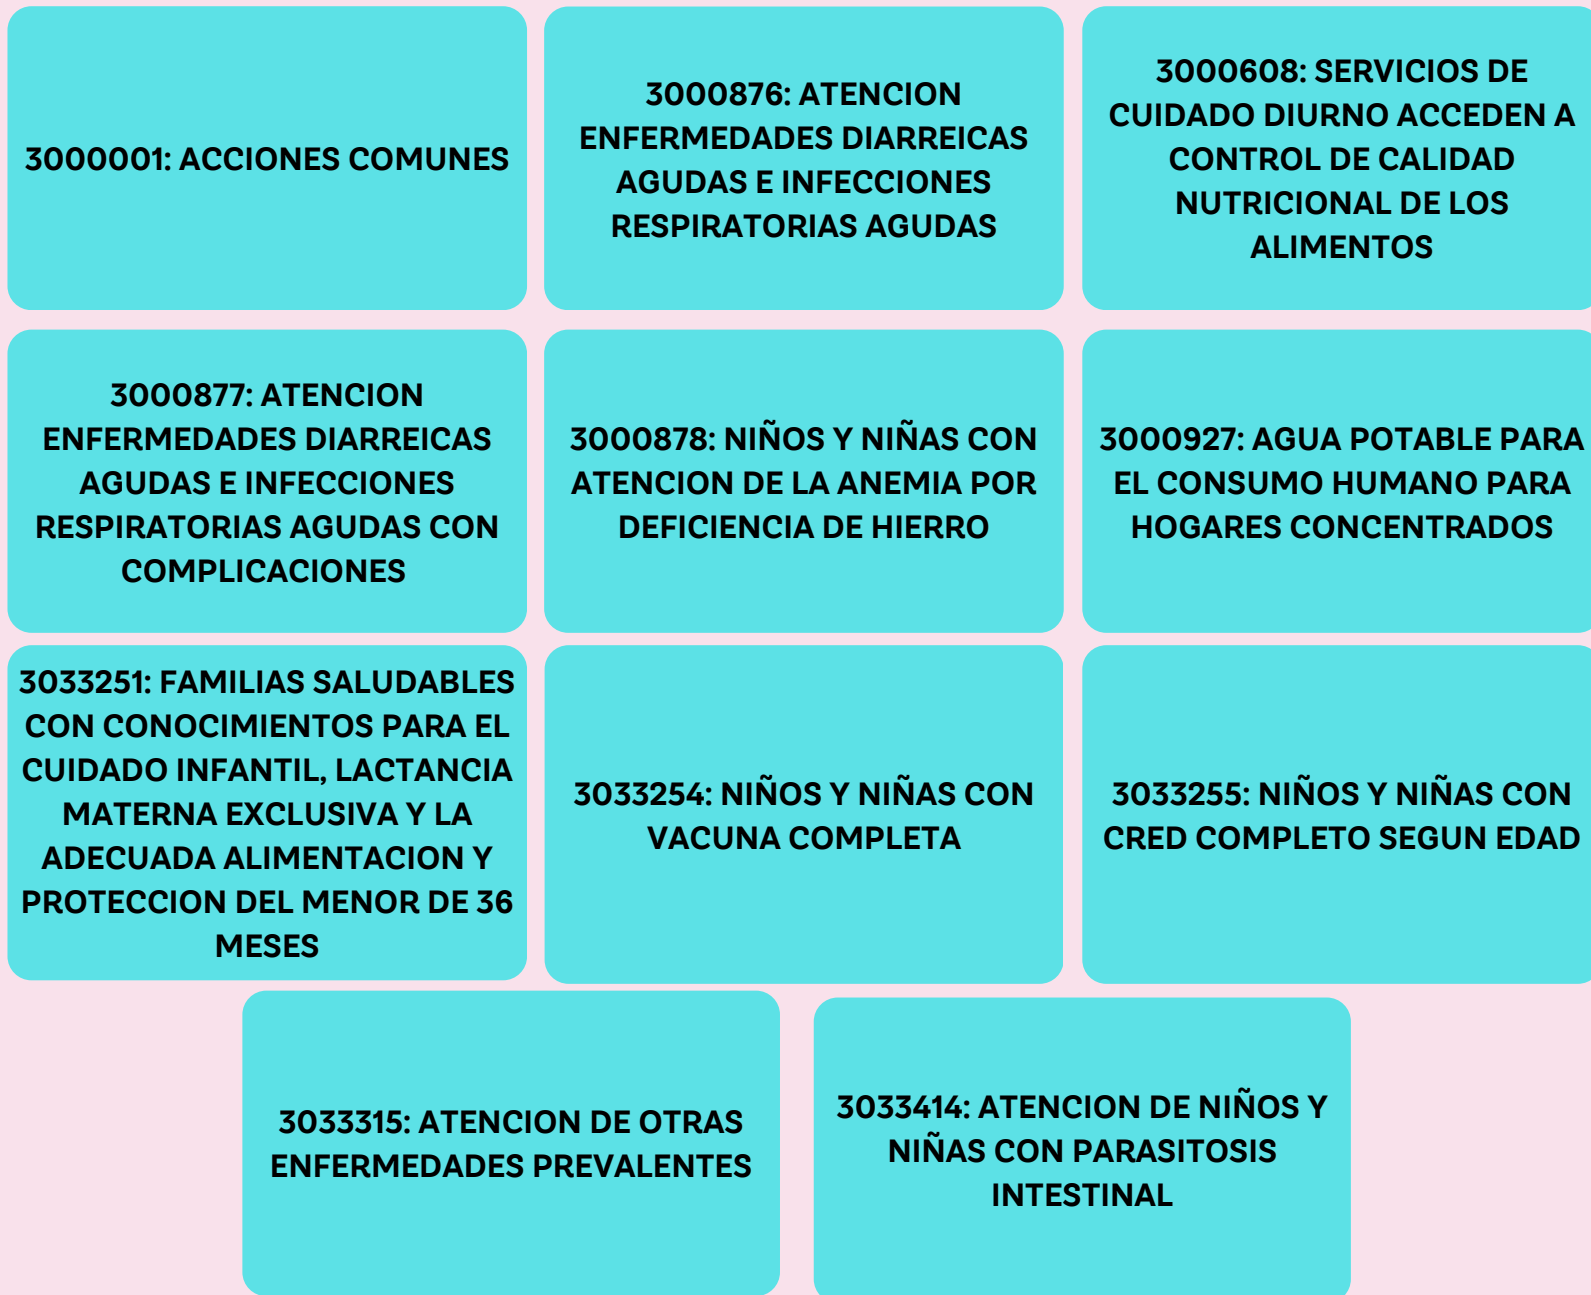 3000001: ACCIONES COMUNES
3000876: ATENCION
ENFERMEDADES DIARREICAS
AGUDAS E INFECCIONES
RESPIRATORIAS AGUDAS
3000608: SERVICIOS DE
CUIDADO DIURNO ACCEDEN A
CONTROL DE CALIDAD
NUTRICIONAL DE LOS
ALIMENTOS
3000877: ATENCION
ENFERMEDADES DIARREICAS
AGUDAS E INFECCIONES
RESPIRATORIAS AGUDAS CON
COMPLICACIONES
3000878: NIÑOS Y NIÑAS CON
ATENCION DE LA ANEMIA POR
DEFICIENCIA DE HIERRO
3000927: AGUA POTABLE PARA
EL CONSUMO HUMANO PARA
HOGARES CONCENTRADOS
3033251: FAMILIAS SALUDABLES
CON CONOCIMIENTOS PARA EL
CUIDADO INFANTIL, LACTANCIA
MATERNA EXCLUSIVA Y LA
ADECUADA ALIMENTACION Y
PROTECCION DEL MENOR DE 36
MESES
3033254: NIÑOS Y NIÑAS CON
VACUNA COMPLETA
3033255: NIÑOS Y NIÑAS CON
CRED COMPLETO SEGUN EDAD
3033315: ATENCION DE OTRAS
ENFERMEDADES PREVALENTES
3033414: ATENCION DE NIÑOS Y
NIÑAS CON PARASITOSIS
INTESTINAL